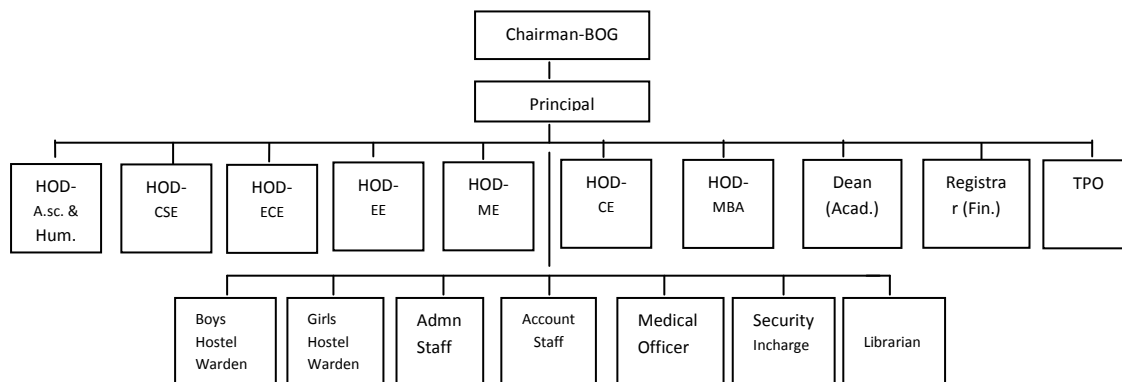 Chairman-BOG
Principal
HOD-
A.sc. &
Hum.
HOD-
CSE
HOD-
ECE
HOD-
EE
HOD-
ME
HOD-
CE
HOD-
MBA
Dean
(Acad.)
Registra
r (Fin.)
TPO
Boys
Hostel
Warden
Girls
Hostel
Warden
Admn
Staff
Account
Staff
Medical
Officer
Security
Incharge
Librarian